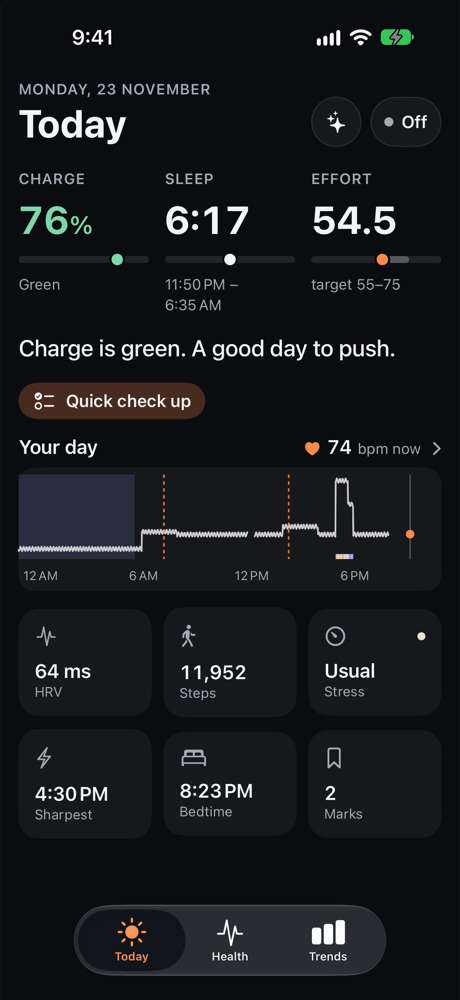 9:41
MONDAY, 23 NOVEMBER
Today
Off
CHARGE
76%
Green
SLEEP
6:17
11:50 PM –
6:35 AM
EFFORT
54.5
target 55–75
Charge is green. A good day to push.
Quick check up
Your day
74 bpm now
12 AM
6 AM
12 PM
6 PM
64 ms
HRV
11,952
Steps
Usual
Stress
4:30 PM
Sharpest
8:23 PM
Bedtime
2
Marks
Today
Health
Trends